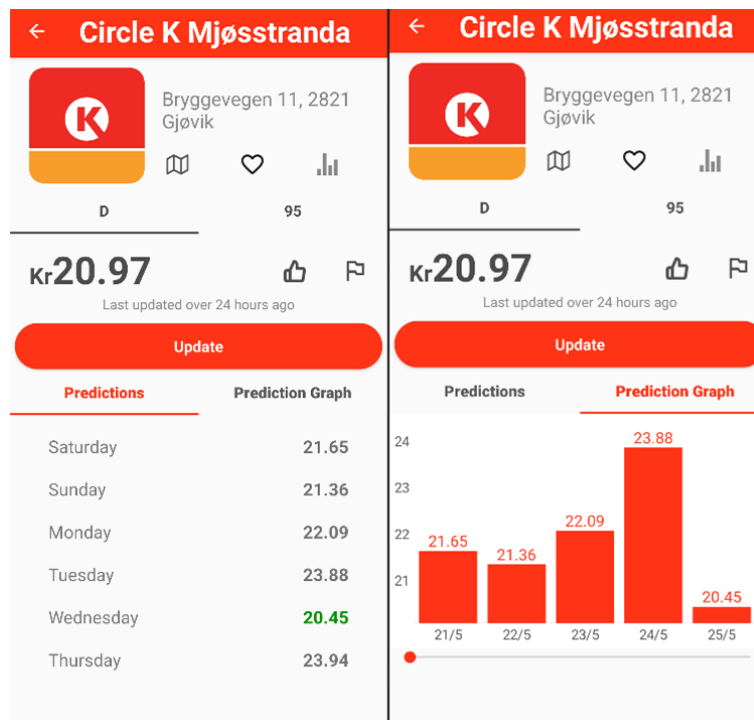 Circle K Mjøsstranda
Bryggevegen 11, 2821
Gjøvik
K
D 95
Kr20.97
Last updated over 24 hours ago
Update
Predictions Prediction Graph
Saturday 21.65
Sunday 21.36
Monday 22.09
Tuesday 23.88
Wednesday 20.45
Thursday 23.94
Circle K Mjøsstranda
Bryggevegen 11, 2821
Gjøvik
K
D 95
Kr20.97
Last updated over 24 hours ago
Update
Predictions Prediction Graph
24
23
22
21
21.65
21.36
22.09
23.88
20.45
21/5 22/5 23/5 24/5 25/5